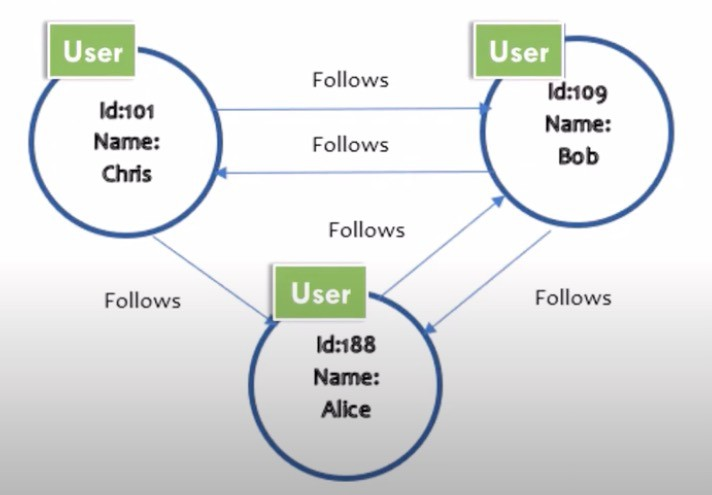 User
Id:101
Name:
Chris
Follows
Follows
User
Id:109
Name:
Bob
Follows
Follows
Follows
User
Id:188
Name:
Alice